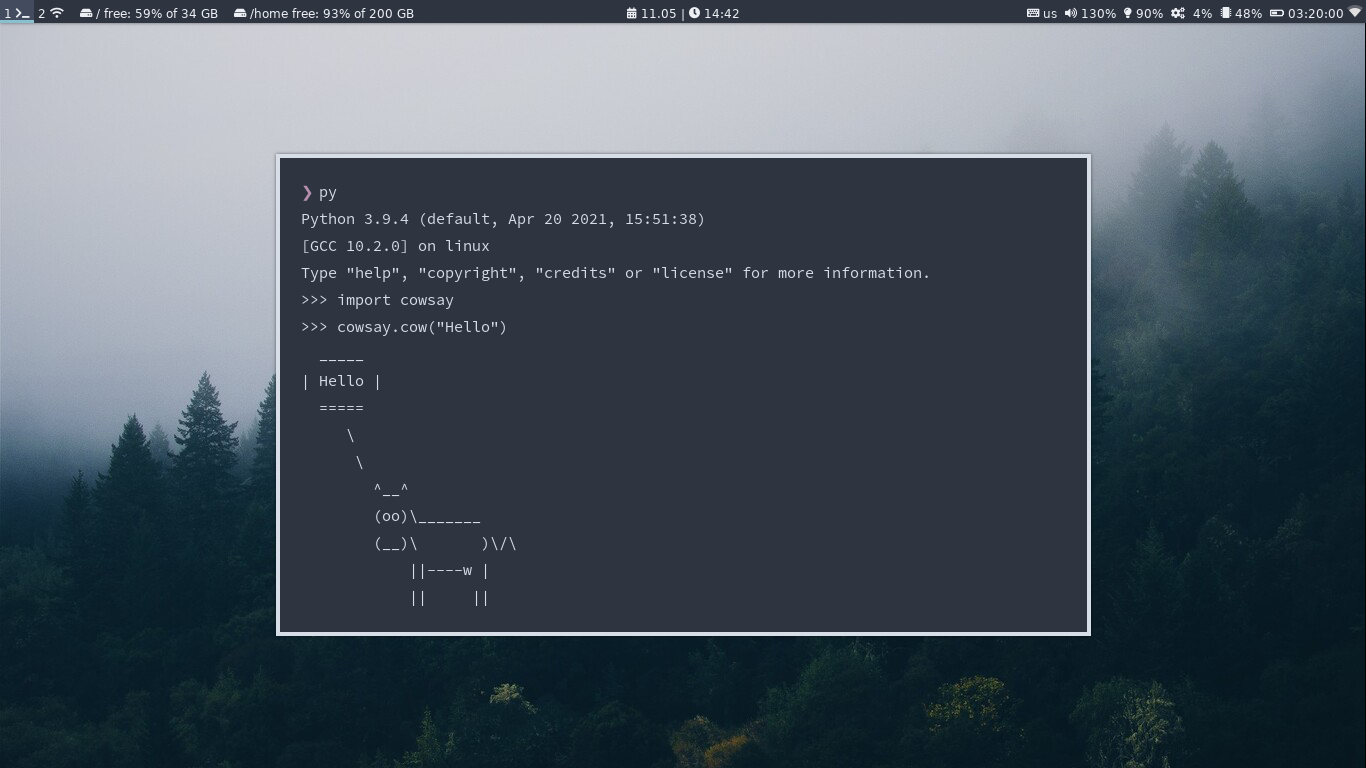 1 2 / free: 59% of 34 GB /home free: 93% of 200 GB 11.05 | 14:42 us 130% 90% 4% 48% 03:20:00
❯ py
Python 3.9.4 (default, Apr 20 2021, 15:51:38)
[GCC 10.2.0] on linux
Type "help", "copyright", "credits" or "license" for more information.
>>> import cowsay
>>> cowsay.cow("Hello")
  _____
| Hello |
  =====
     \
      \
        ^__^
        (oo)\_______
        (__)\       )\/\
            ||----w |
            ||     ||